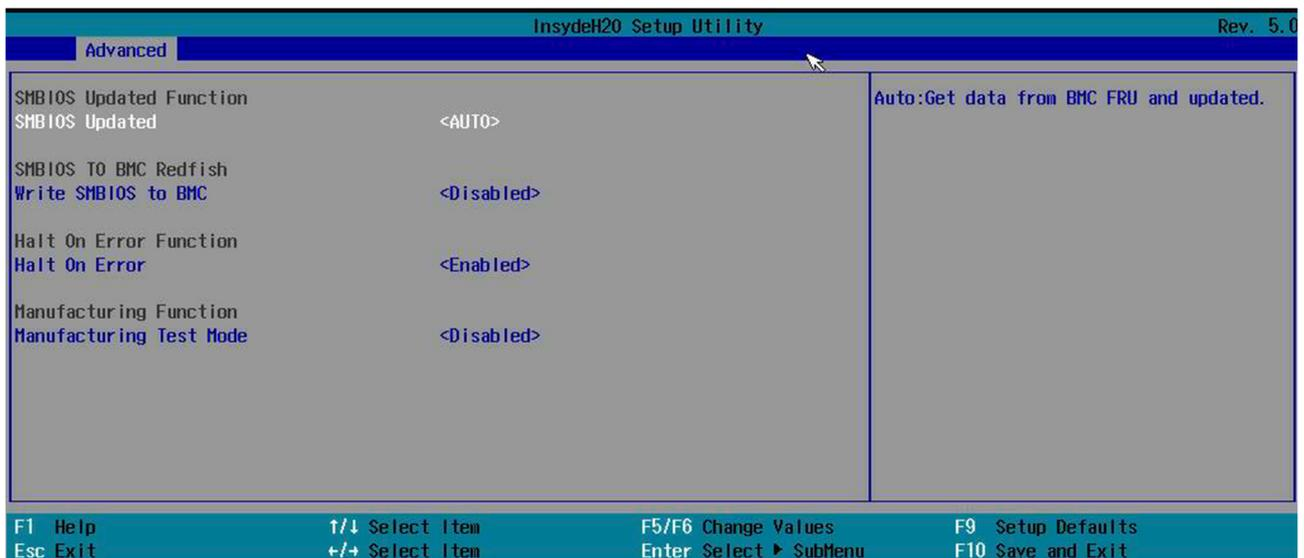 InsydeH20 Setup Utility Rev. 5.0
Advanced
SMBIOS Updated Function
SMBIOS Updated <AUTO>
Auto:Get data from BMC FRU and updated.
SMBIOS TO BMC Redfish
Write SMBIOS to BMC <Disabled>
Halt On Error Function
Halt On Error <Enabled>
Manufacturing Function
Manufacturing Test Mode <Disabled>
F1 Help ↑/↓ Select Item F5/F6 Change Values F9 Setup Defaults
Esc Exit ←/→ Select Item Enter Select ▶ SubMenu F10 Save and Exit